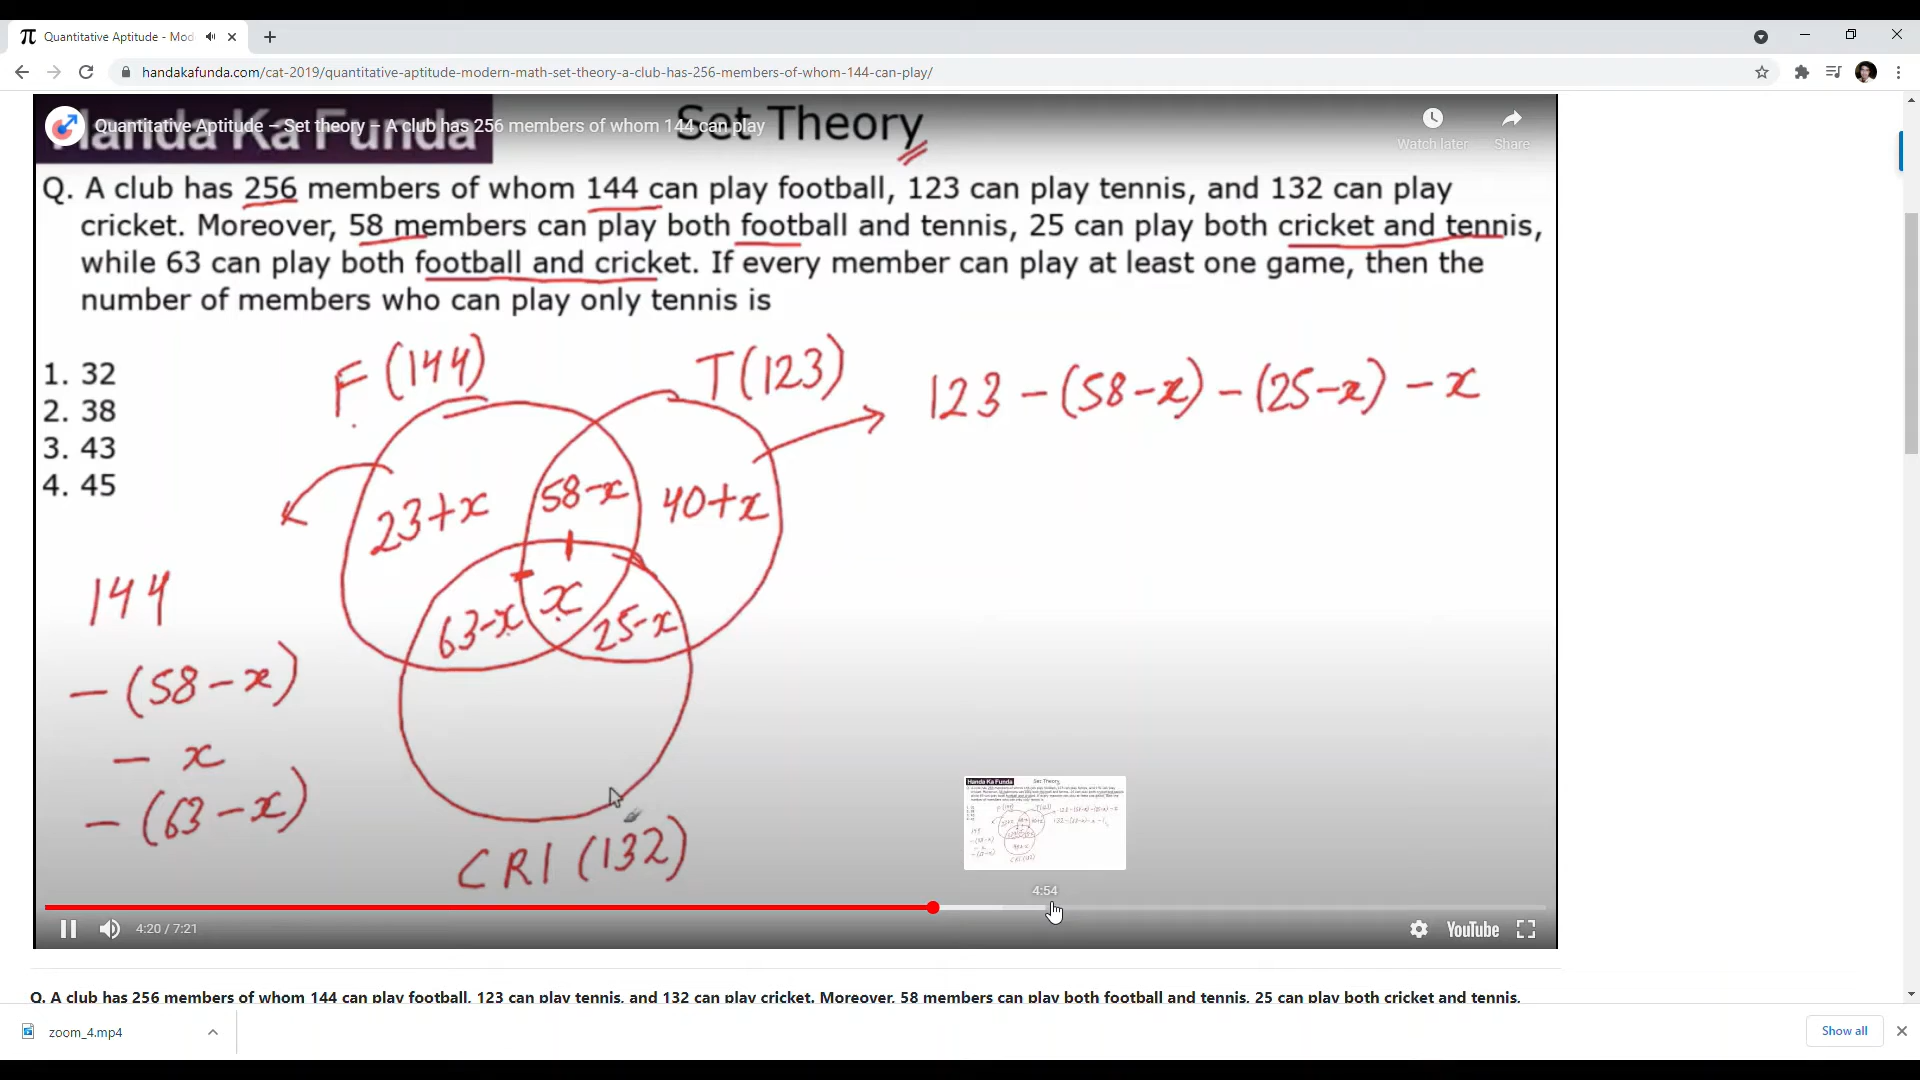 Quantitative Aptitude - Mod
handakafunda.com/cat-2019/quantitative-aptitude-modern-math-set-theory-a-club-has-256-members-of-whom-144-can-play/
Handa Ka Funda
Set Theory
Quantitative Aptitude – Set theory – A club has 256 members of whom 144 can play
Watch later
Share
Q. A club has 256 members of whom 144 can play football, 123 can play tennis, and 132 can play
cricket. Moreover, 58 members can play both football and tennis, 25 can play both cricket and tennis,
while 63 can play both football and cricket. If every member can play at least one game, then the
number of members who can play only tennis is
1. 32
2. 38
3. 43
4. 45
F (144)
T (123)
123 - (58-x) - (25-x) - x
23+x
58-x
40+x
63-x
x
25-x
144
- (58-x)
- x
- (63-x)
CRI (132)
Handa Ka Funda
Set Theory
4:54
4:20 / 7:21
YouTube
Q. A club has 256 members of whom 144 can play football, 123 can play tennis, and 132 can play cricket. Moreover, 58 members can play both football and tennis, 25 can play both cricket and tennis,
zoom_4.mp4
Show all